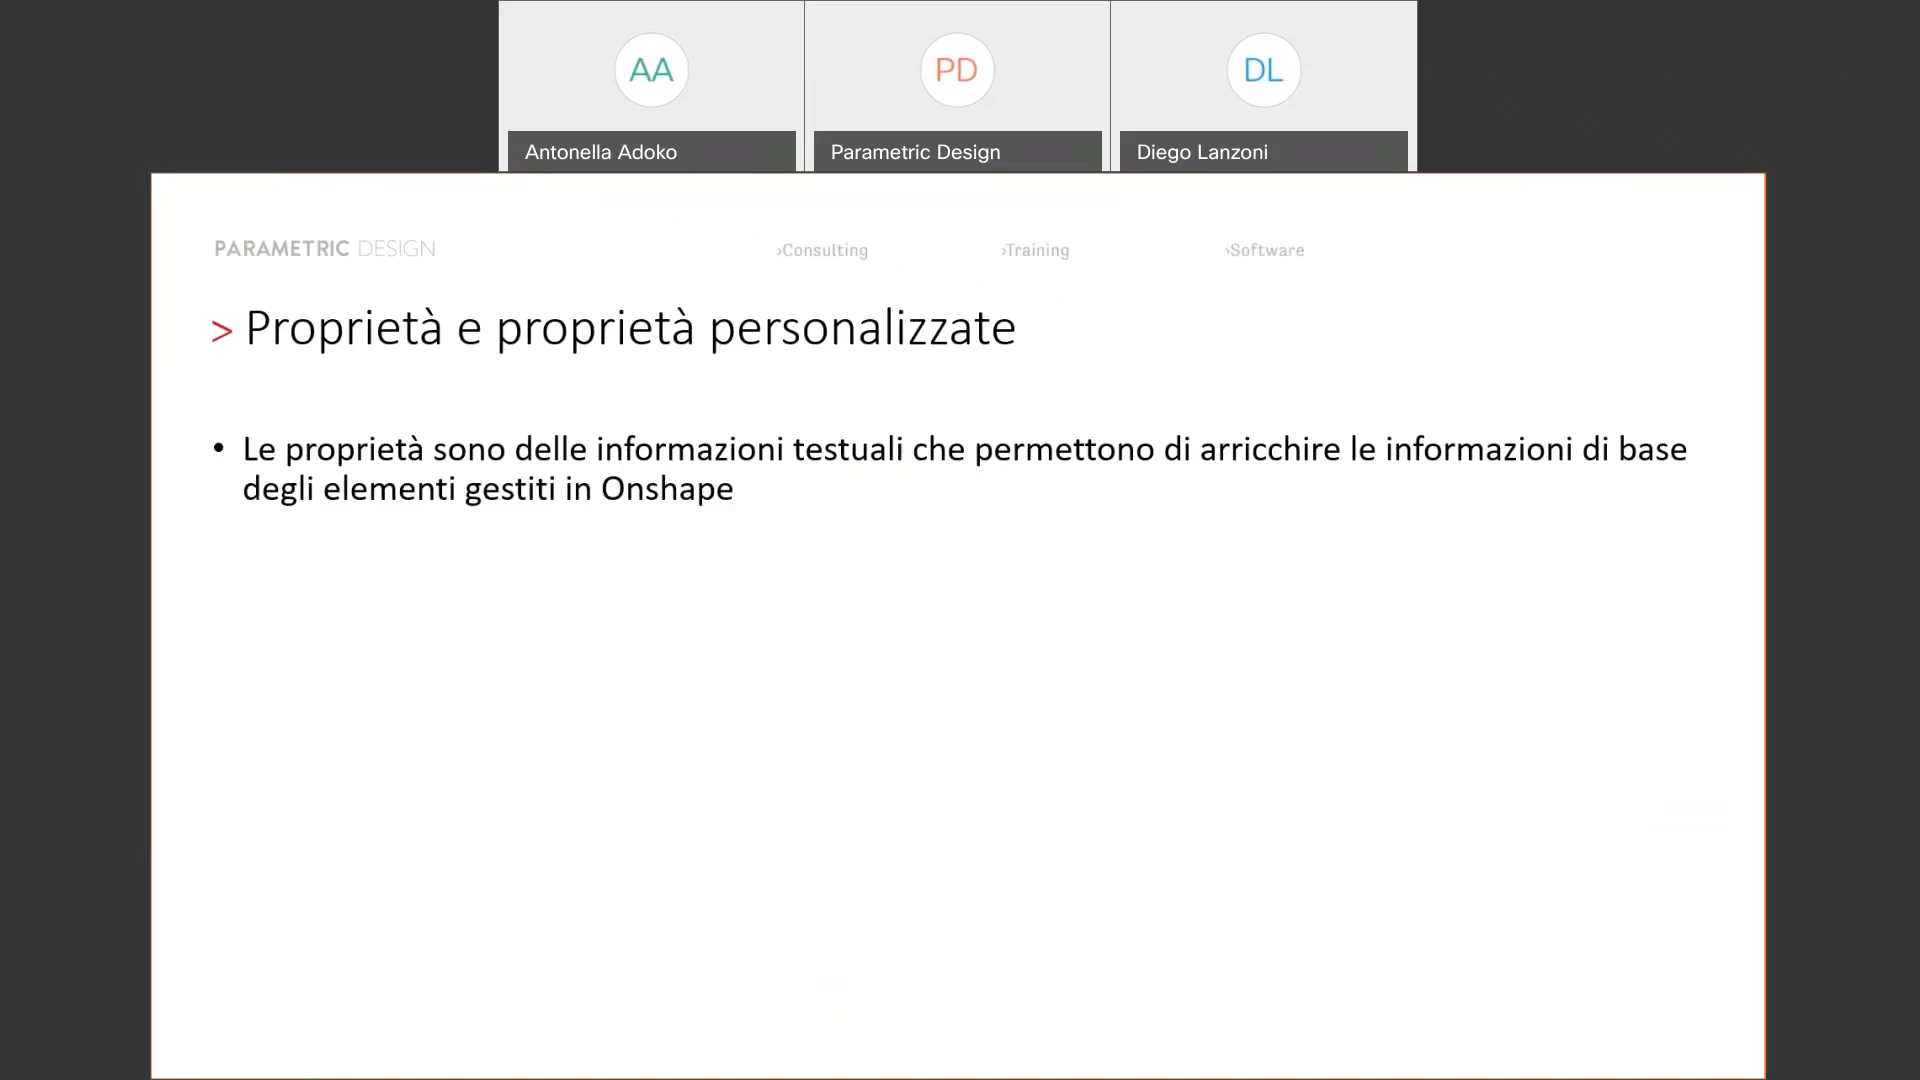 AA PD DL
Antonella Adoko Parametric Design Diego Lanzoni
PARAMETRIC DESIGN ›Consulting ›Training ›Software
> Proprietà e proprietà personalizzate
• Le proprietà sono delle informazioni testuali che permettono di arricchire le informazioni di base
degli elementi gestiti in Onshape